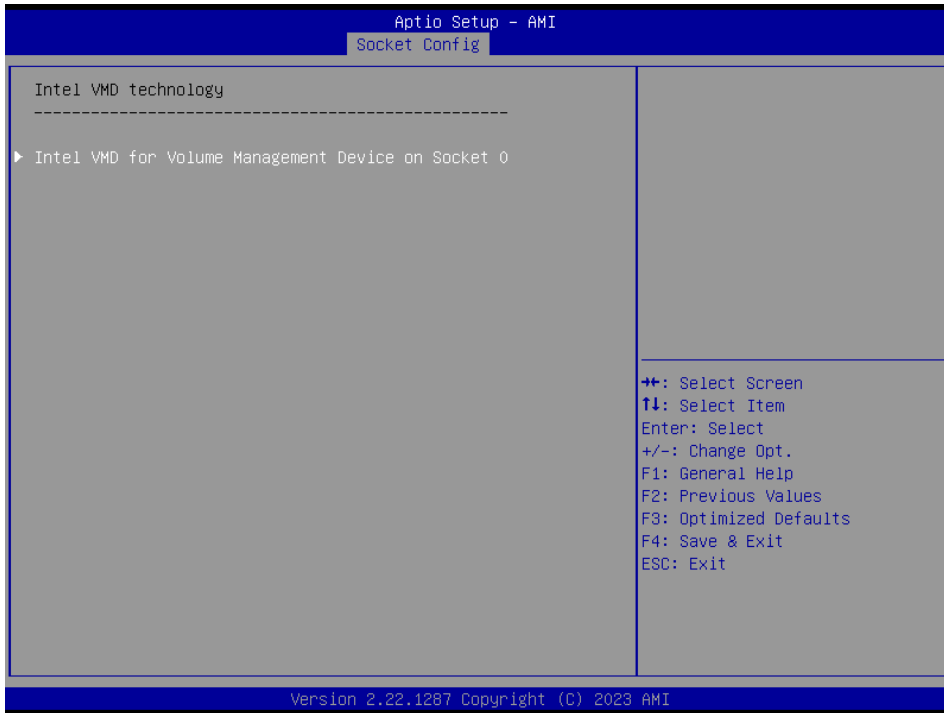 Aptio Setup – AMI
Socket Config
Intel VMD technology
--------------------------------------------------
▶ Intel VMD for Volume Management Device on Socket 0
→←: Select Screen
↑↓: Select Item
Enter: Select
+/-: Change Opt.
F1: General Help
F2: Previous Values
F3: Optimized Defaults
F4: Save & Exit
ESC: Exit
Version 2.22.1287 Copyright (C) 2023 AMI